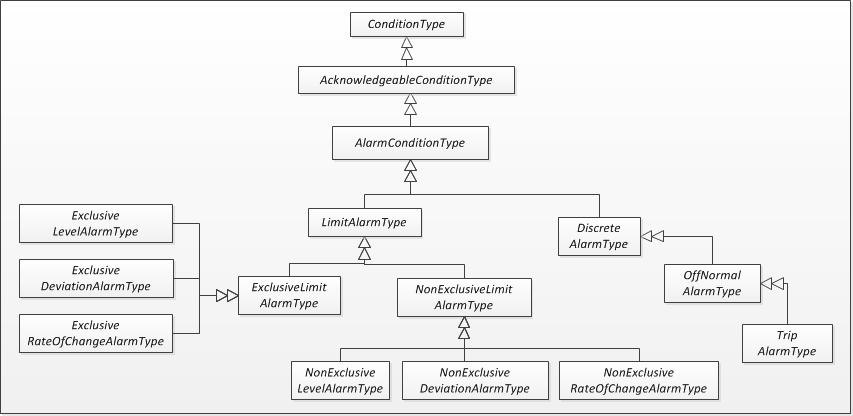 ConditionType
AcknowledgeableConditionType
AlarmConditionType
LimitAlarmType
Discrete
AlarmType
Exclusive
LevelAlarmType
Exclusive
DeviationAlarmType
Exclusive
RateOfChangeAlarmType
ExclusiveLimit
AlarmType
NonExclusiveLimit
AlarmType
OffNormal
AlarmType
Trip
AlarmType
NonExclusive
LevelAlarmType
NonExclusive
DeviationAlarmType
NonExclusive
RateOfChangeAlarmType